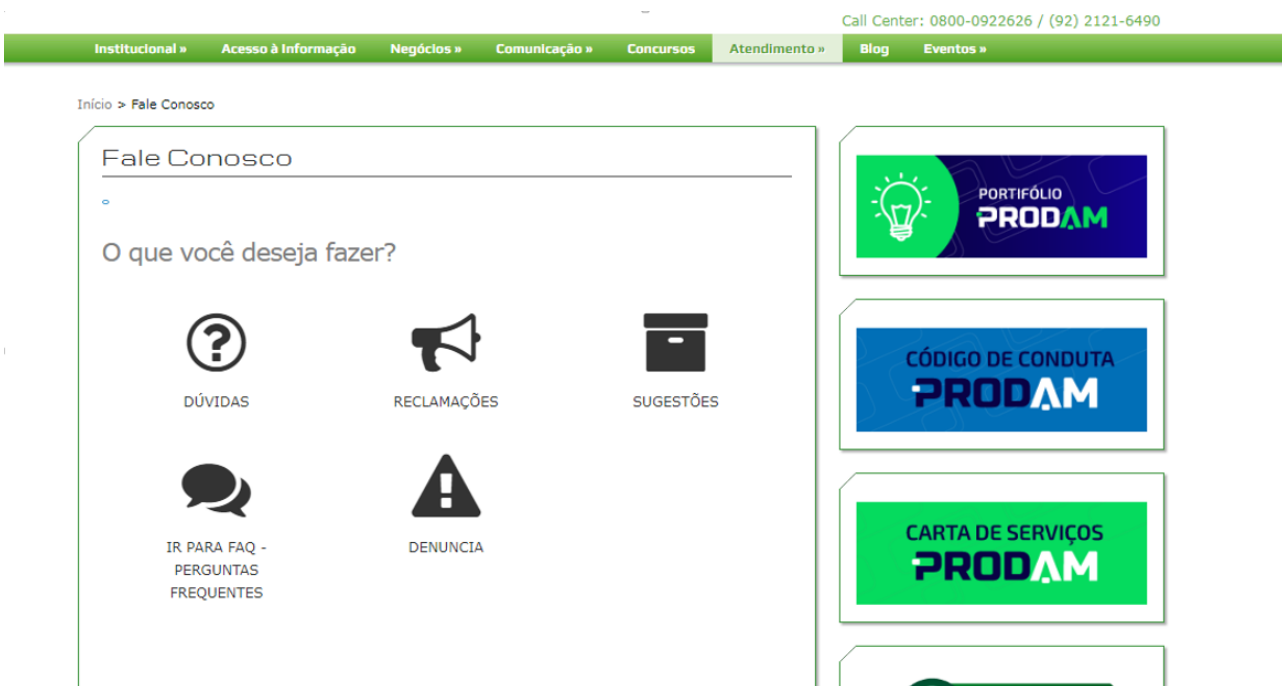 Call Center: 0800-0922626 / (92) 2121-6490
Institucional » Acesso à Informação Negócios » Comunicação » Concursos Atendimento » Blog Eventos »
Início > Fale Conosco
Fale Conosco
O que você deseja fazer?
DÚVIDAS
RECLAMAÇÕES
SUGESTÕES
IR PARA FAQ -
PERGUNTAS
FREQUENTES
DENUNCIA
PORTIFÓLIO
PRODAM
CÓDIGO DE CONDUTA
PRODAM
CARTA DE SERVIÇOS
PRODAM